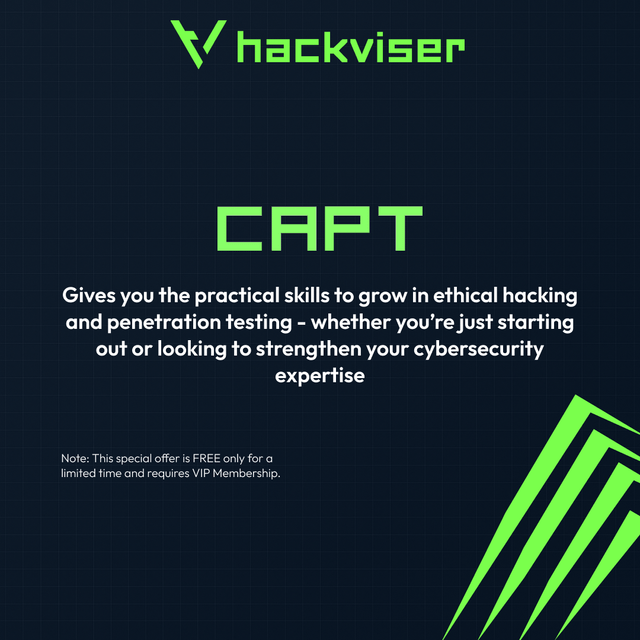 hackviser
CAPT
Gives you the practical skills to grow in ethical hacking
and penetration testing - whether you’re just starting
out or looking to strengthen your cybersecurity
expertise
Note: This special offer is FREE only for a
limited time and requires VIP Membership.